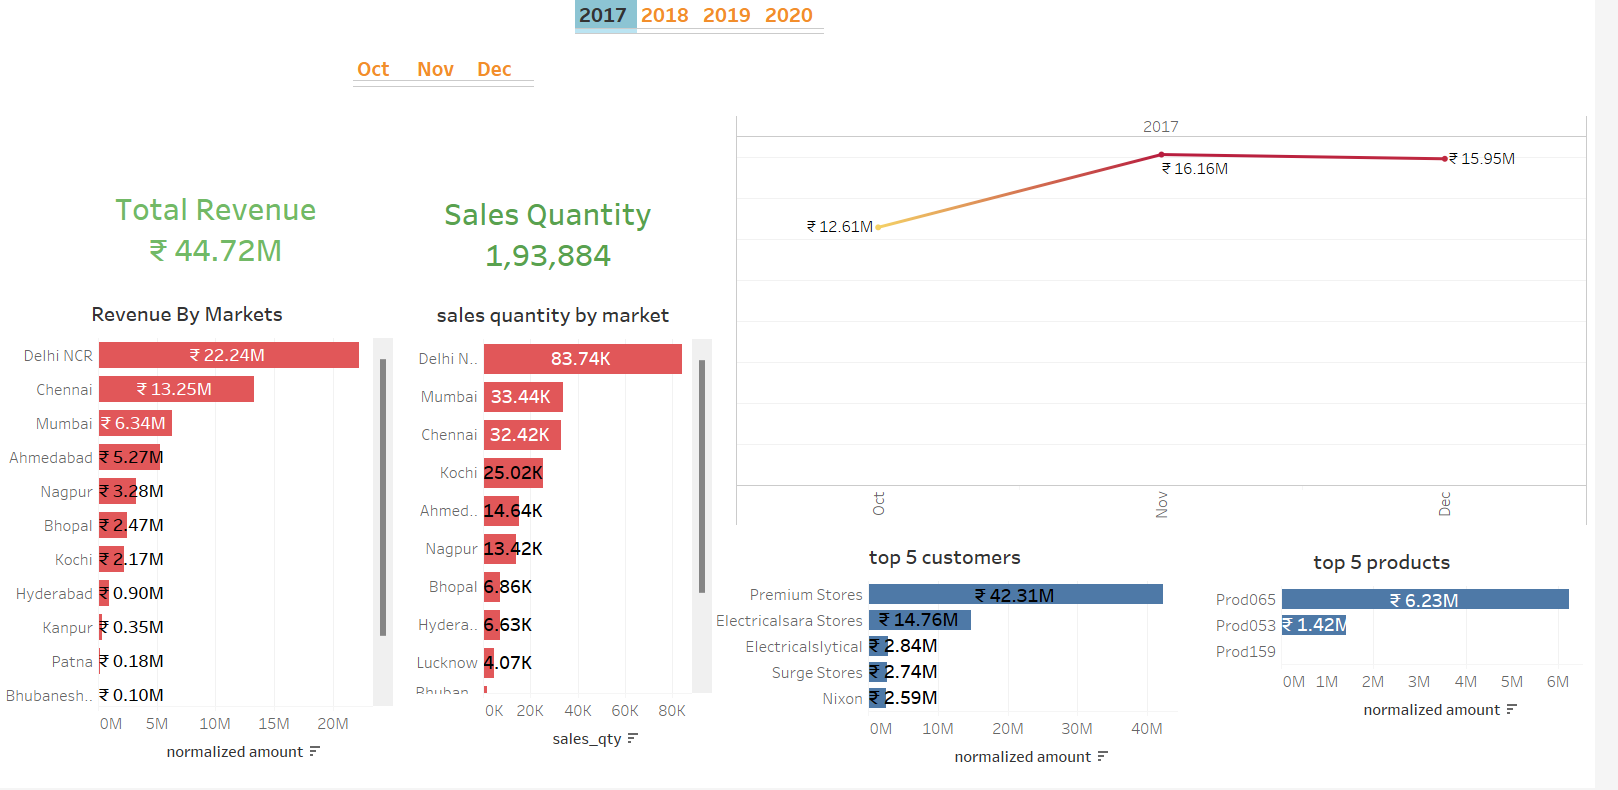 2017 2018 2019 2020
Oct Nov Dec
Total Revenue
₹ 44.72M
Sales Quantity
1,93,884
2017
₹ 12.61M
₹ 16.16M
₹ 15.95M
Oct Nov Dec
Revenue By Markets
Delhi NCR ₹ 22.24M
Chennai ₹ 13.25M
Mumbai ₹ 6.34M
Ahmedabad ₹ 5.27M
Nagpur ₹ 3.28M
Bhopal ₹ 2.47M
Kochi ₹ 2.17M
Hyderabad ₹ 0.90M
Kanpur ₹ 0.35M
Patna ₹ 0.18M
Bhubanesh.. ₹ 0.10M
0M 5M 10M 15M 20M
normalized amount
sales quantity by market
Delhi N.. 83.74K
Mumbai 33.44K
Chennai 32.42K
Kochi 25.02K
Ahmed.. 14.64K
Nagpur 13.42K
Bhopal 6.86K
Hydera.. 6.63K
Lucknow 4.07K
Bhuban..
0K 20K 40K 60K 80K
sales_qty
top 5 customers
Premium Stores ₹ 42.31M
Electricalsara Stores ₹ 14.76M
Electricalslytical ₹ 2.84M
Surge Stores ₹ 2.74M
Nixon ₹ 2.59M
0M 10M 20M 30M 40M
normalized amount
top 5 products
Prod065 ₹ 6.23M
Prod053 ₹ 1.42M
Prod159
0M 1M 2M 3M 4M 5M 6M
normalized amount